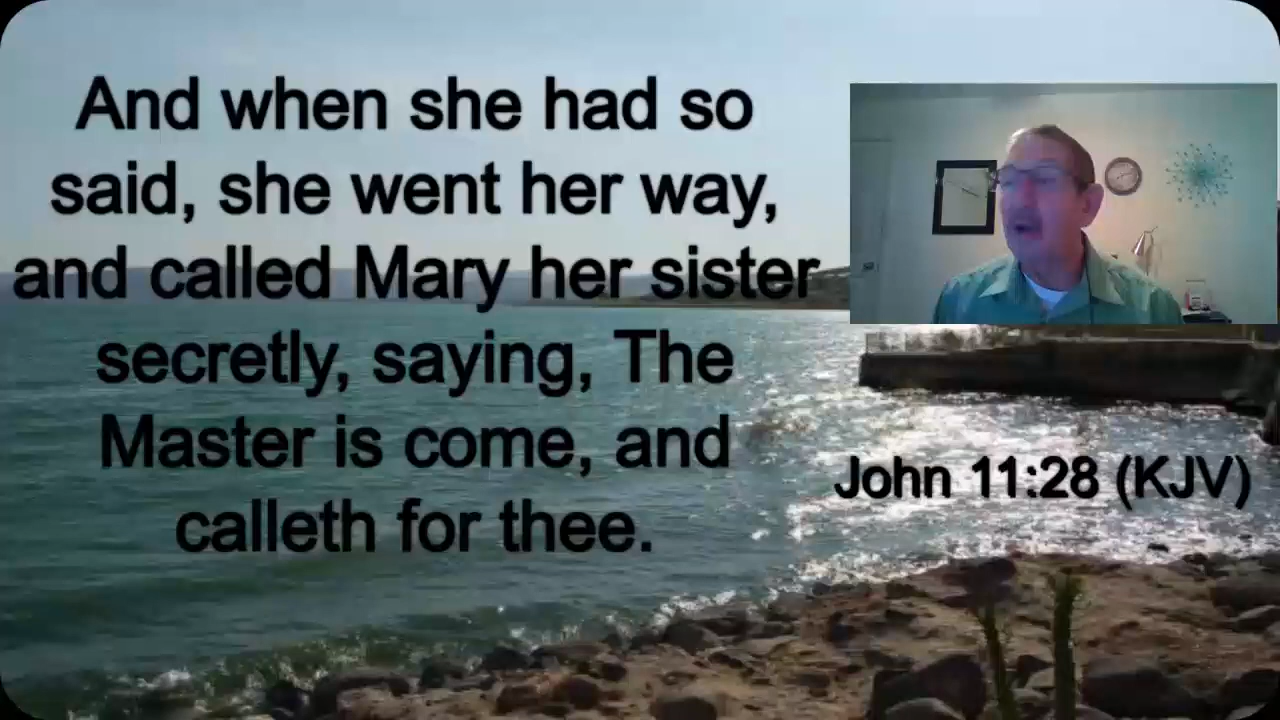 And when she had so
said, she went her way,
and called Mary her sister
secretly, saying, The
Master is come, and
calleth for thee.
John 11:28 (KJV)